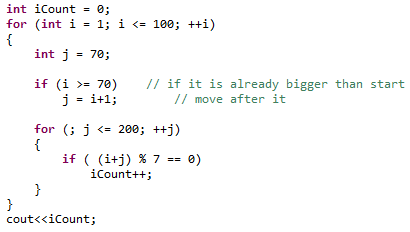 int iCount = 0;
for (int i = 1; i <= 100; ++i)
{
    int j = 70;

    if (i >= 70)    // if it is already bigger than start
        j = i+1;        // move after it

    for (; j <= 200; ++j)
    {
        if ( (i+j) % 7 == 0)
            iCount++;
    }
}
cout<<iCount;